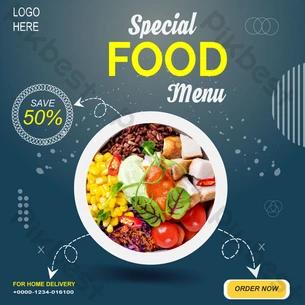 LOGO
HERE
Special
FOOD
Menu
SAVE
50%
FOR HOME DELIVERY
+0000-1234-016100
ORDER NOW